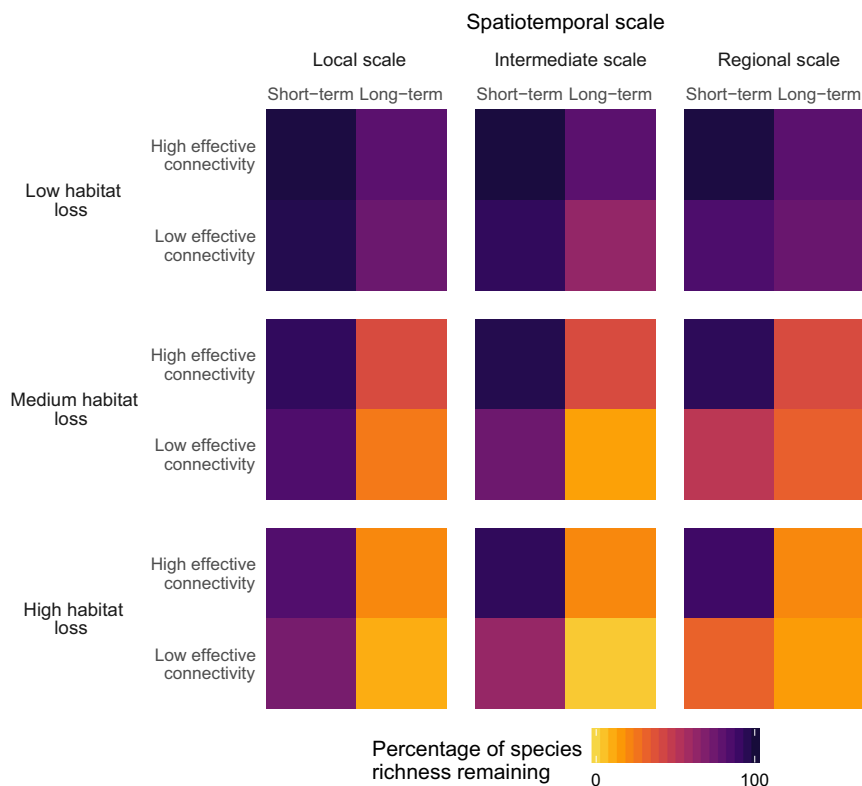 Spatiotemporal scale
Local scale Intermediate scale Regional scale
Short−term Long−term Short−term Long−term Short−term Long−term
Low habitat
loss
High effective
connectivity
Low effective
connectivity
Medium habitat
loss
High effective
connectivity
Low effective
connectivity
High habitat
loss
High effective
connectivity
Low effective
connectivity
Percentage of species
richness remaining
0 100